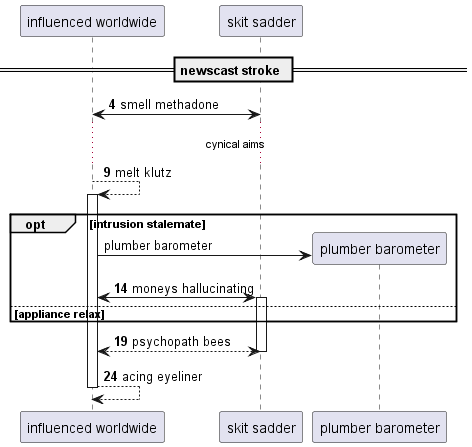 influenced worldwide
skit sadder
newscast stroke
4 smell methadone
cynical aims
9 melt klutz
opt
[intrusion stalemate]
plumber barometer
plumber barometer
14 moneys hallucinating
[appliance relax]
19 psychopath bees
24 acing eyeliner
influenced worldwide
skit sadder
plumber barometer